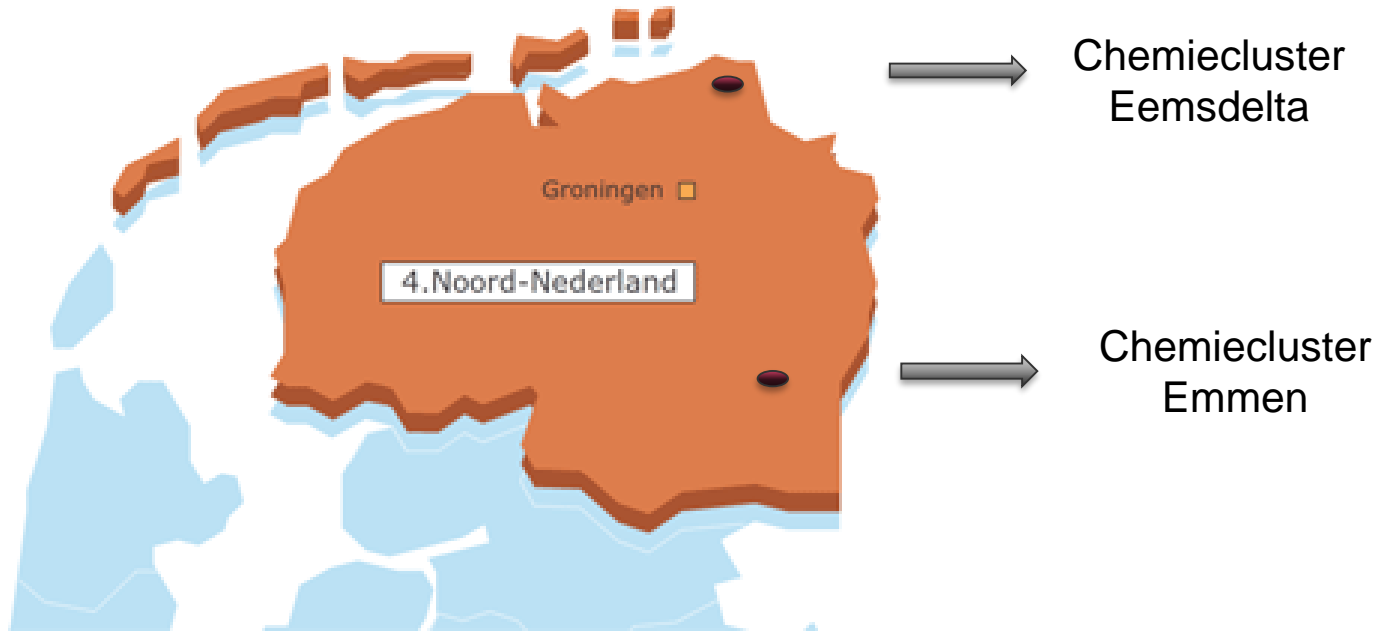 Chemiecluster
Eemsdelta
Groningen
4.Noord-Nederland
Chemiecluster
Emmen